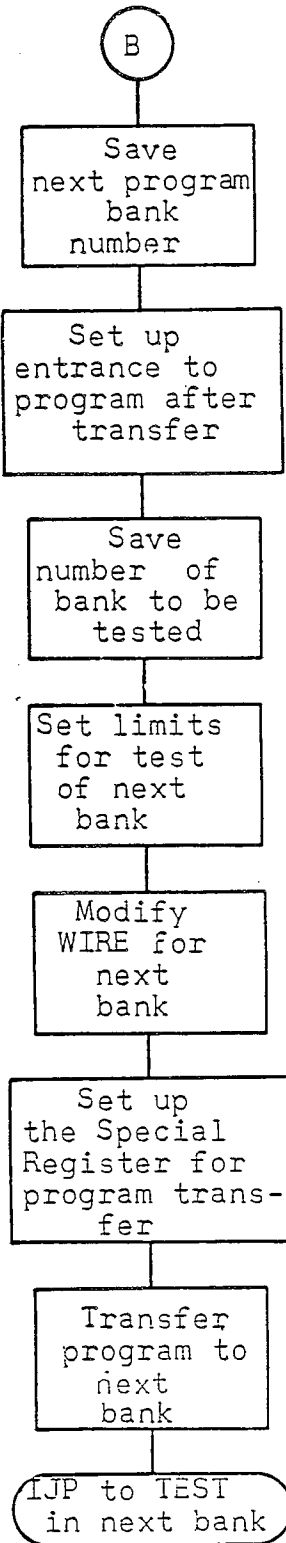 B
Save
next program
bank
number
Set up
entrance to
program after
transfer
Save
number of
bank to be
tested
Set limits
for test
of next
bank
Modify
WIRE for
next
bank
Set up
the Special
Register for
program trans-
fer
Transfer
program to
next
bank
IJP to TEST
in next bank